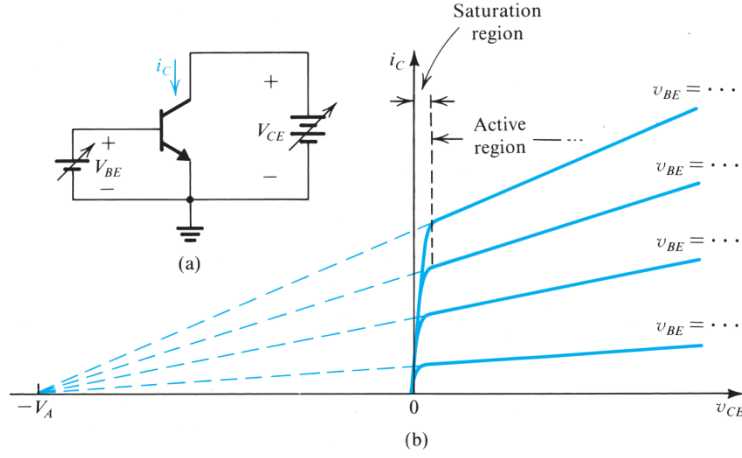 Saturation
region
i_C
i_C
+
V_CE
−
+
V_BE
−
(a)
Active
region
...
v_BE = ...
v_BE = ...
v_BE = ...
v_BE = ...
−V_A
0
v_CE
(b)